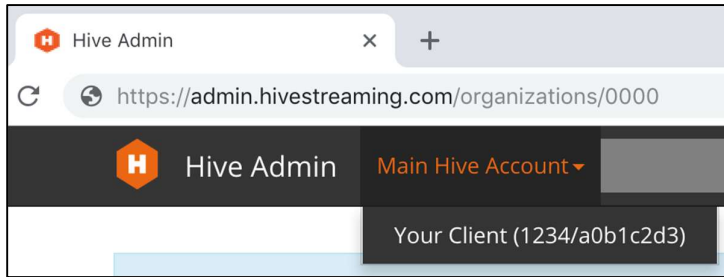 Hive Admin
https://admin.hivestreaming.com/organizations/0000
H Hive Admin Main Hive Account
Your Client (1234/a0b1c2d3)